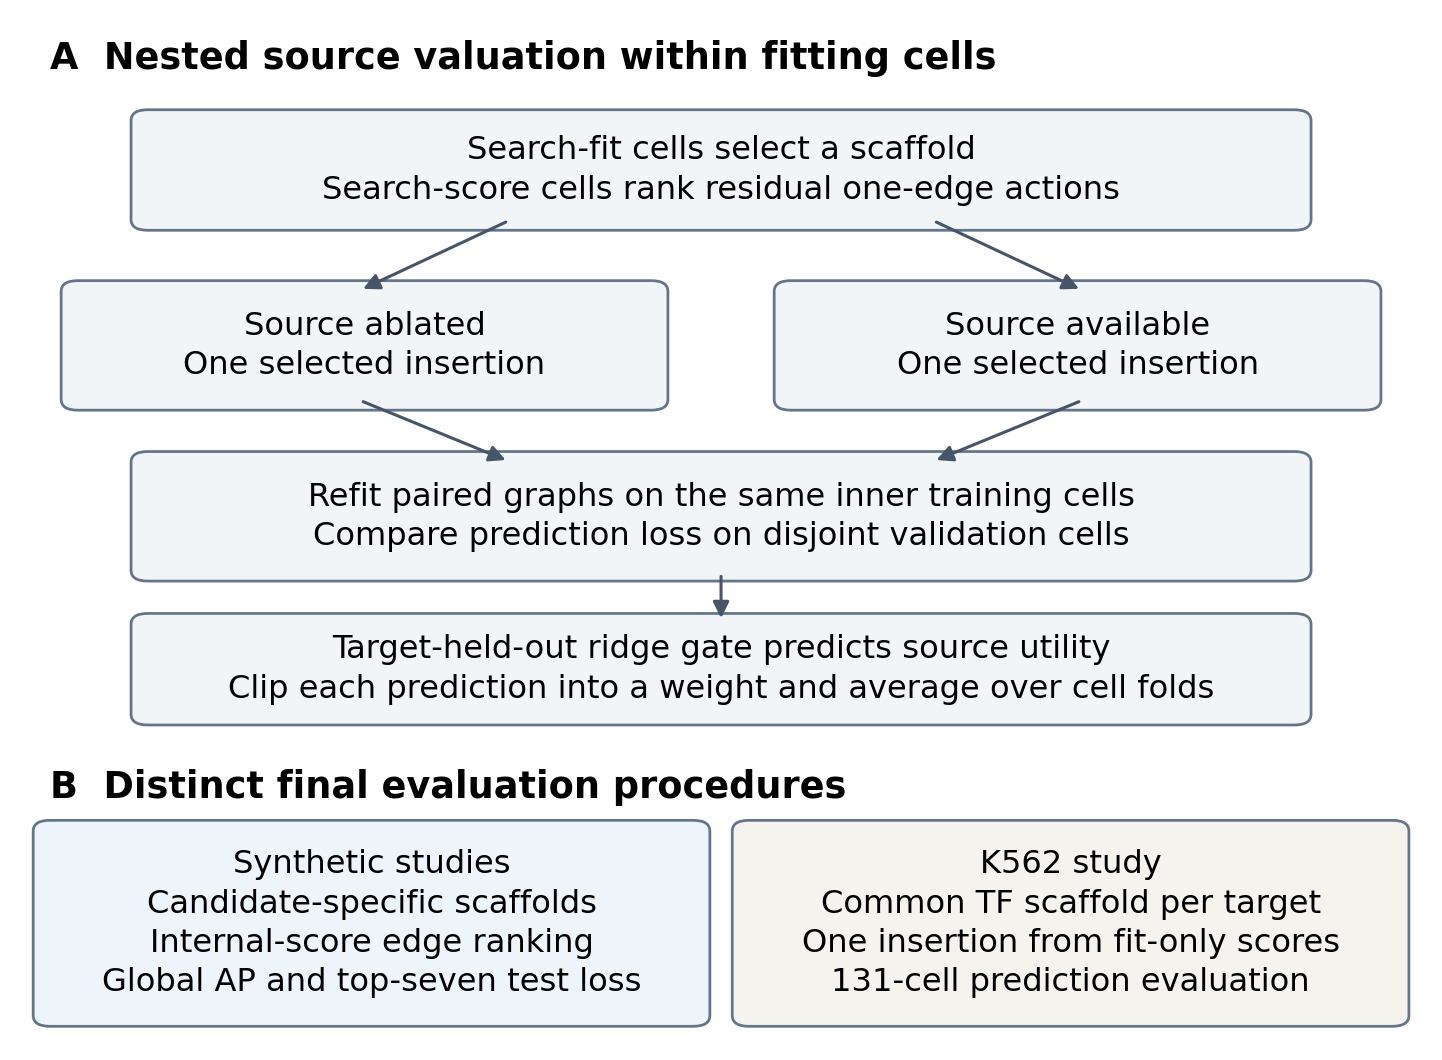 A Nested source valuation within fitting cells
Search-fit cells select a scaffold
Search-score cells rank residual one-edge actions
Source ablated
One selected insertion
Source available
One selected insertion
Refit paired graphs on the same inner training cells
Compare prediction loss on disjoint validation cells
Target-held-out ridge gate predicts source utility
Clip each prediction into a weight and average over cell folds
B Distinct final evaluation procedures
Synthetic studies
Candidate-specific scaffolds
Internal-score edge ranking
Global AP and top-seven test loss
K562 study
Common TF scaffold per target
One insertion from fit-only scores
131-cell prediction evaluation